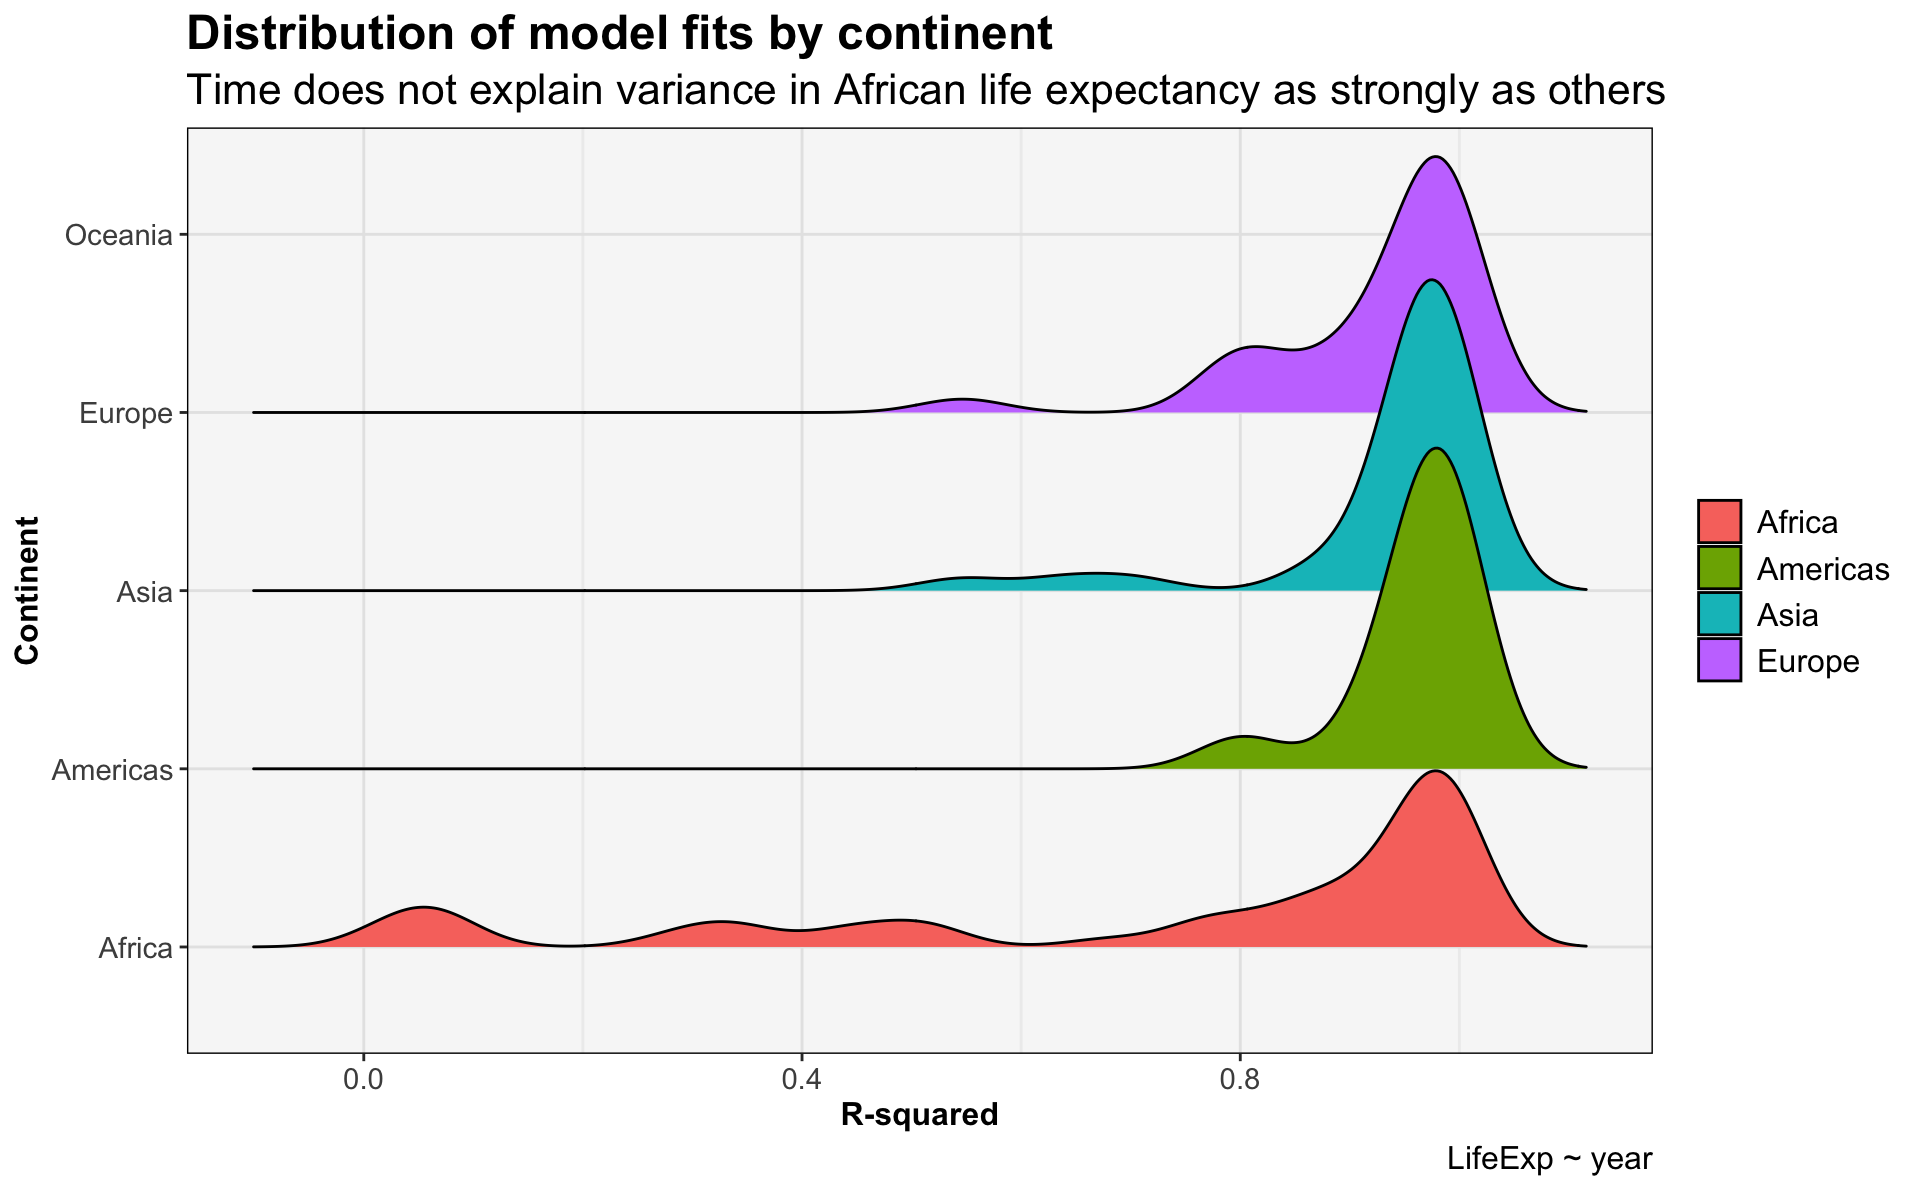 Distribution of model fits by continent
Time does not explain variance in African life expectancy as strongly as others
Continent
Oceania
Europe
Asia
Americas
Africa
0.0
0.4
0.8
R-squared
Africa
Americas
Asia
Europe
LifeExp ~ year